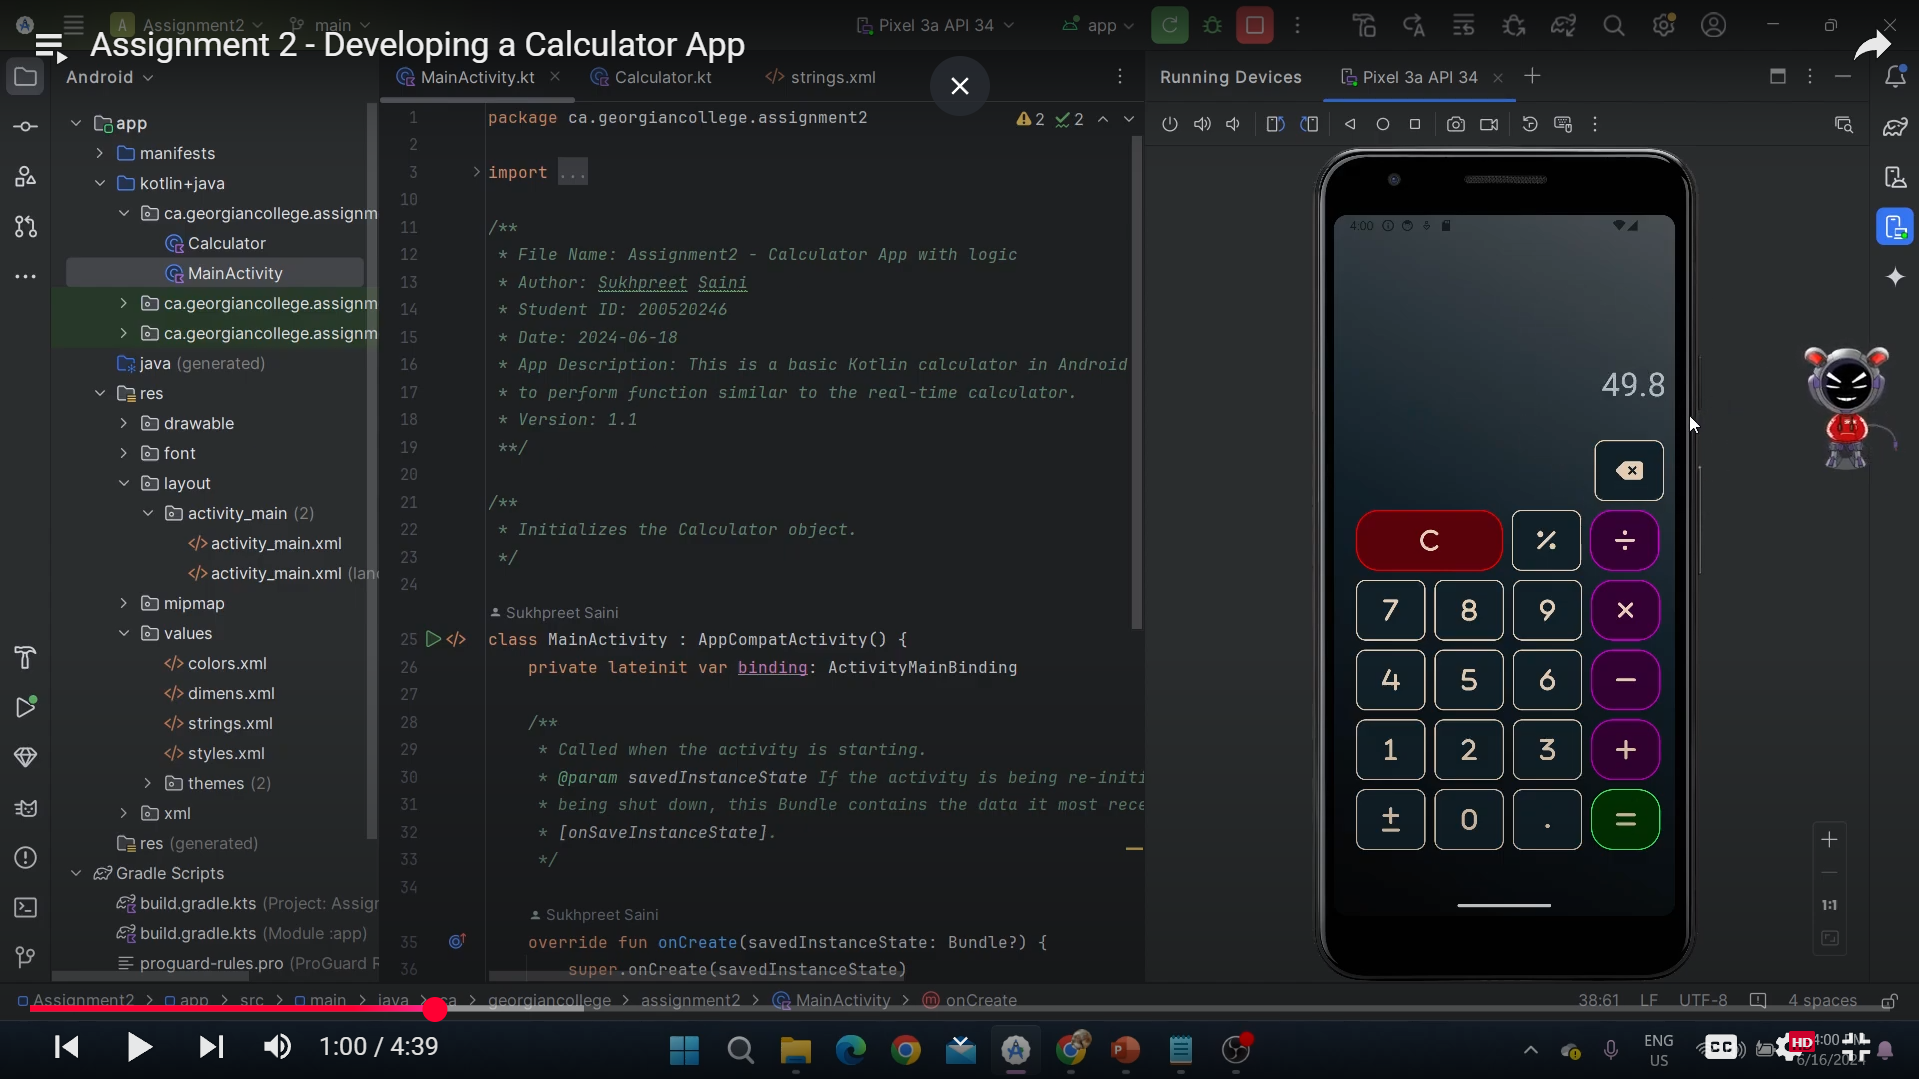 Assignment2
main
Pixel 3a API 34
app
Assignment 2 - Developing a Calculator App
Android
MainActivity.kt
Calculator.kt
strings.xml
Running Devices
Pixel 3a API 34
app
manifests
kotlin+java
ca.georgiancollege.assignm
Calculator
MainActivity
ca.georgiancollege.assignm
ca.georgiancollege.assignm
java (generated)
res
drawable
font
layout
activity_main (2)
activity_main.xml
activity_main.xml (lan
mipmap
values
colors.xml
dimens.xml
strings.xml
styles.xml
themes (2)
xml
res (generated)
Gradle Scripts
build.gradle.kts (Project: Assign
build.gradle.kts (Module :app)
proguard-rules.pro (ProGuard R
2 2
1 package ca.georgiancollege.assignment2
2
3 import ...
10
11 /**
12 * File Name: Assignment2 - Calculator App with logic
13 * Author: Sukhpreet Saini
14 * Student ID: 200520246
15 * Date: 2024-06-18
16 * App Description: This is a basic Kotlin calculator in Android
17 * to perform function similar to the real-time calculator.
18 * Version: 1.1
19 **/
20
21 /**
22 * Initializes the Calculator object.
23 */
24
Sukhpreet Saini
25 class MainActivity : AppCompatActivity() {
26 private lateinit var binding: ActivityMainBinding
27
28 /**
29 * Called when the activity is starting.
30 * @param savedInstanceState If the activity is being re-initi
31 * being shut down, this Bundle contains the data it most rece
32 * [onSaveInstanceState].
33 */
34
Sukhpreet Saini
35 override fun onCreate(savedInstanceState: Bundle?) {
36 super.onCreate(savedInstanceState)
4:00
49.8
C % ÷
7 8 9 ×
4 5 6 −
1 2 3 +
± 0 . =
1:1
Assignment2 > app > src > main > java > ca > georgiancollege > assignment2 > MainActivity > onCreate
38:61 LF UTF-8 4 spaces
1:00 / 4:39
ENG
US
CC
HD
4:00 PM
6/16/2024